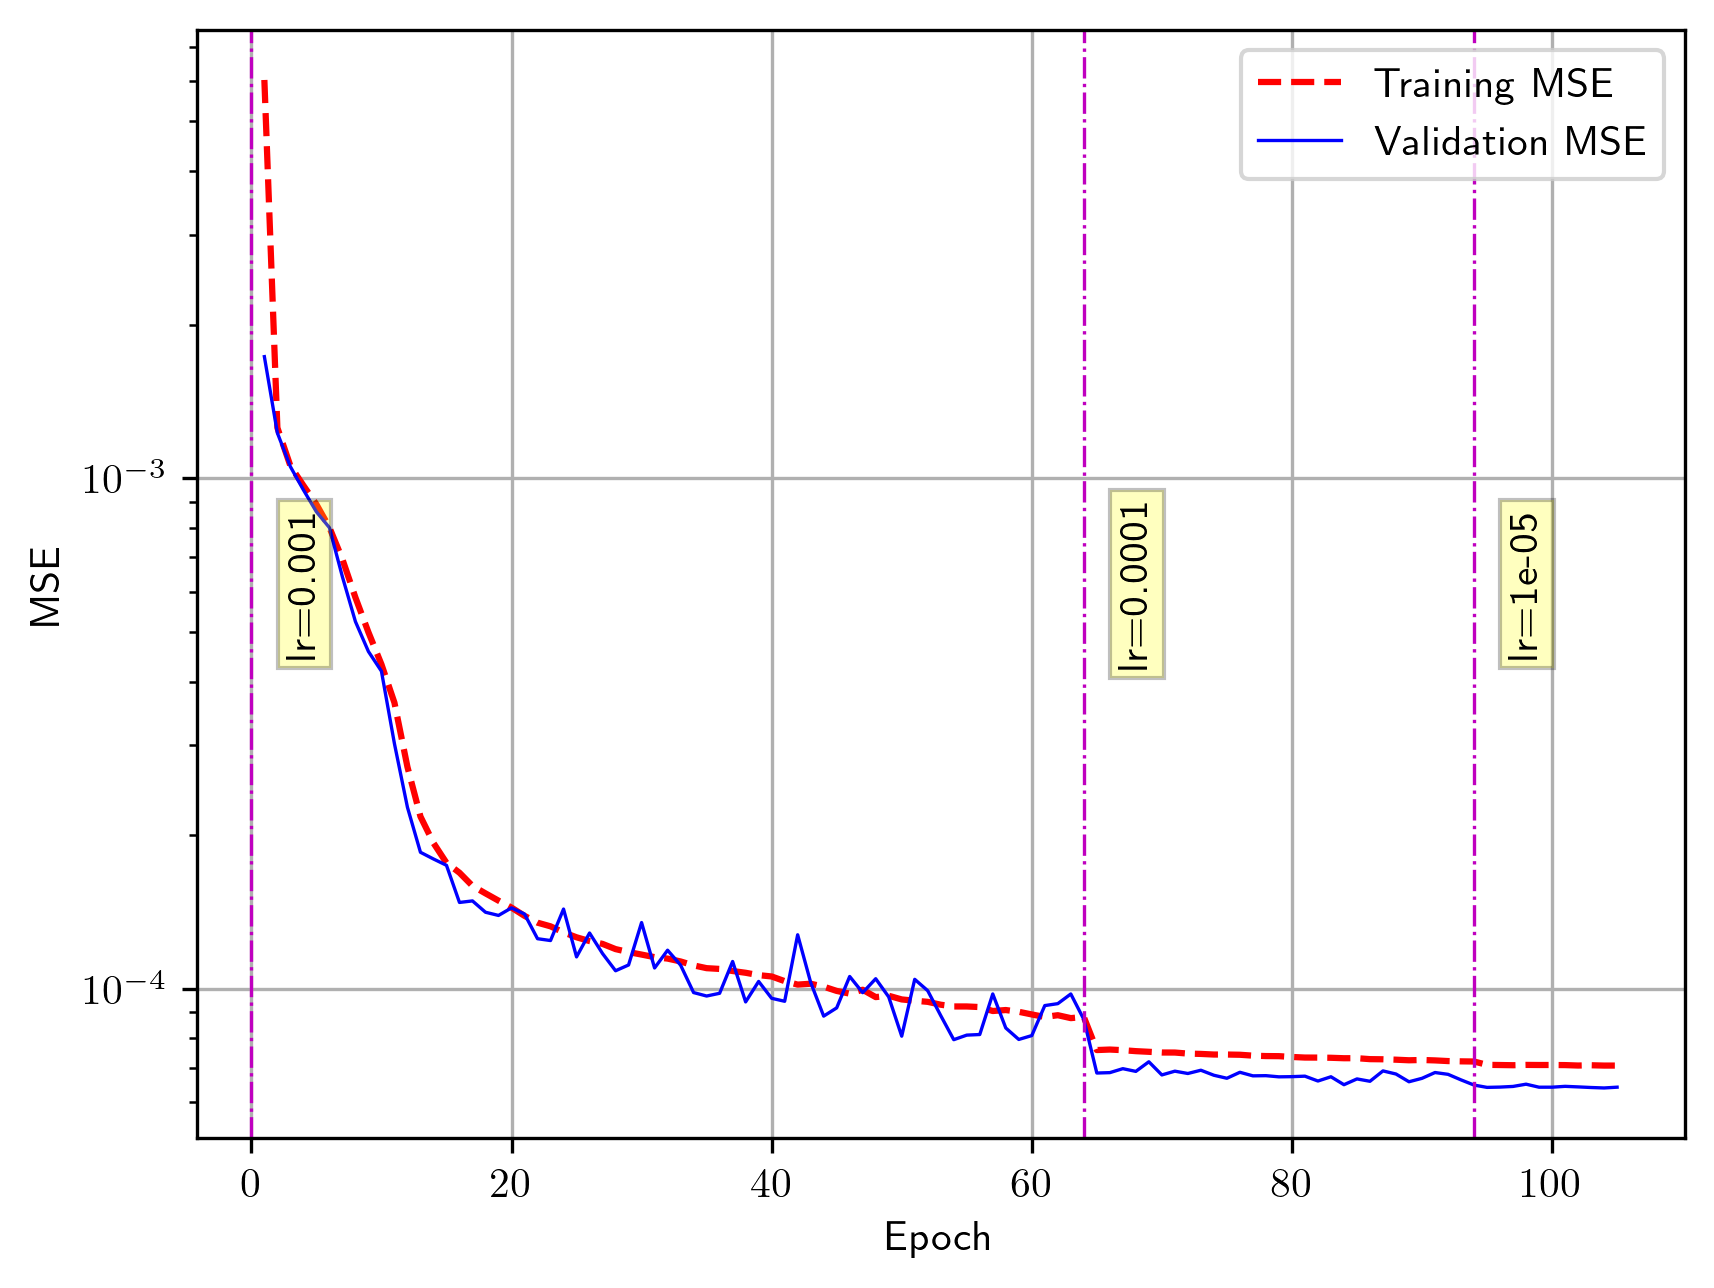 Training MSE
Validation MSE
10⁻³
10⁻⁴
MSE
lr=0.001
lr=0.0001
lr=1e-05
0 20 40 60 80 100
Epoch